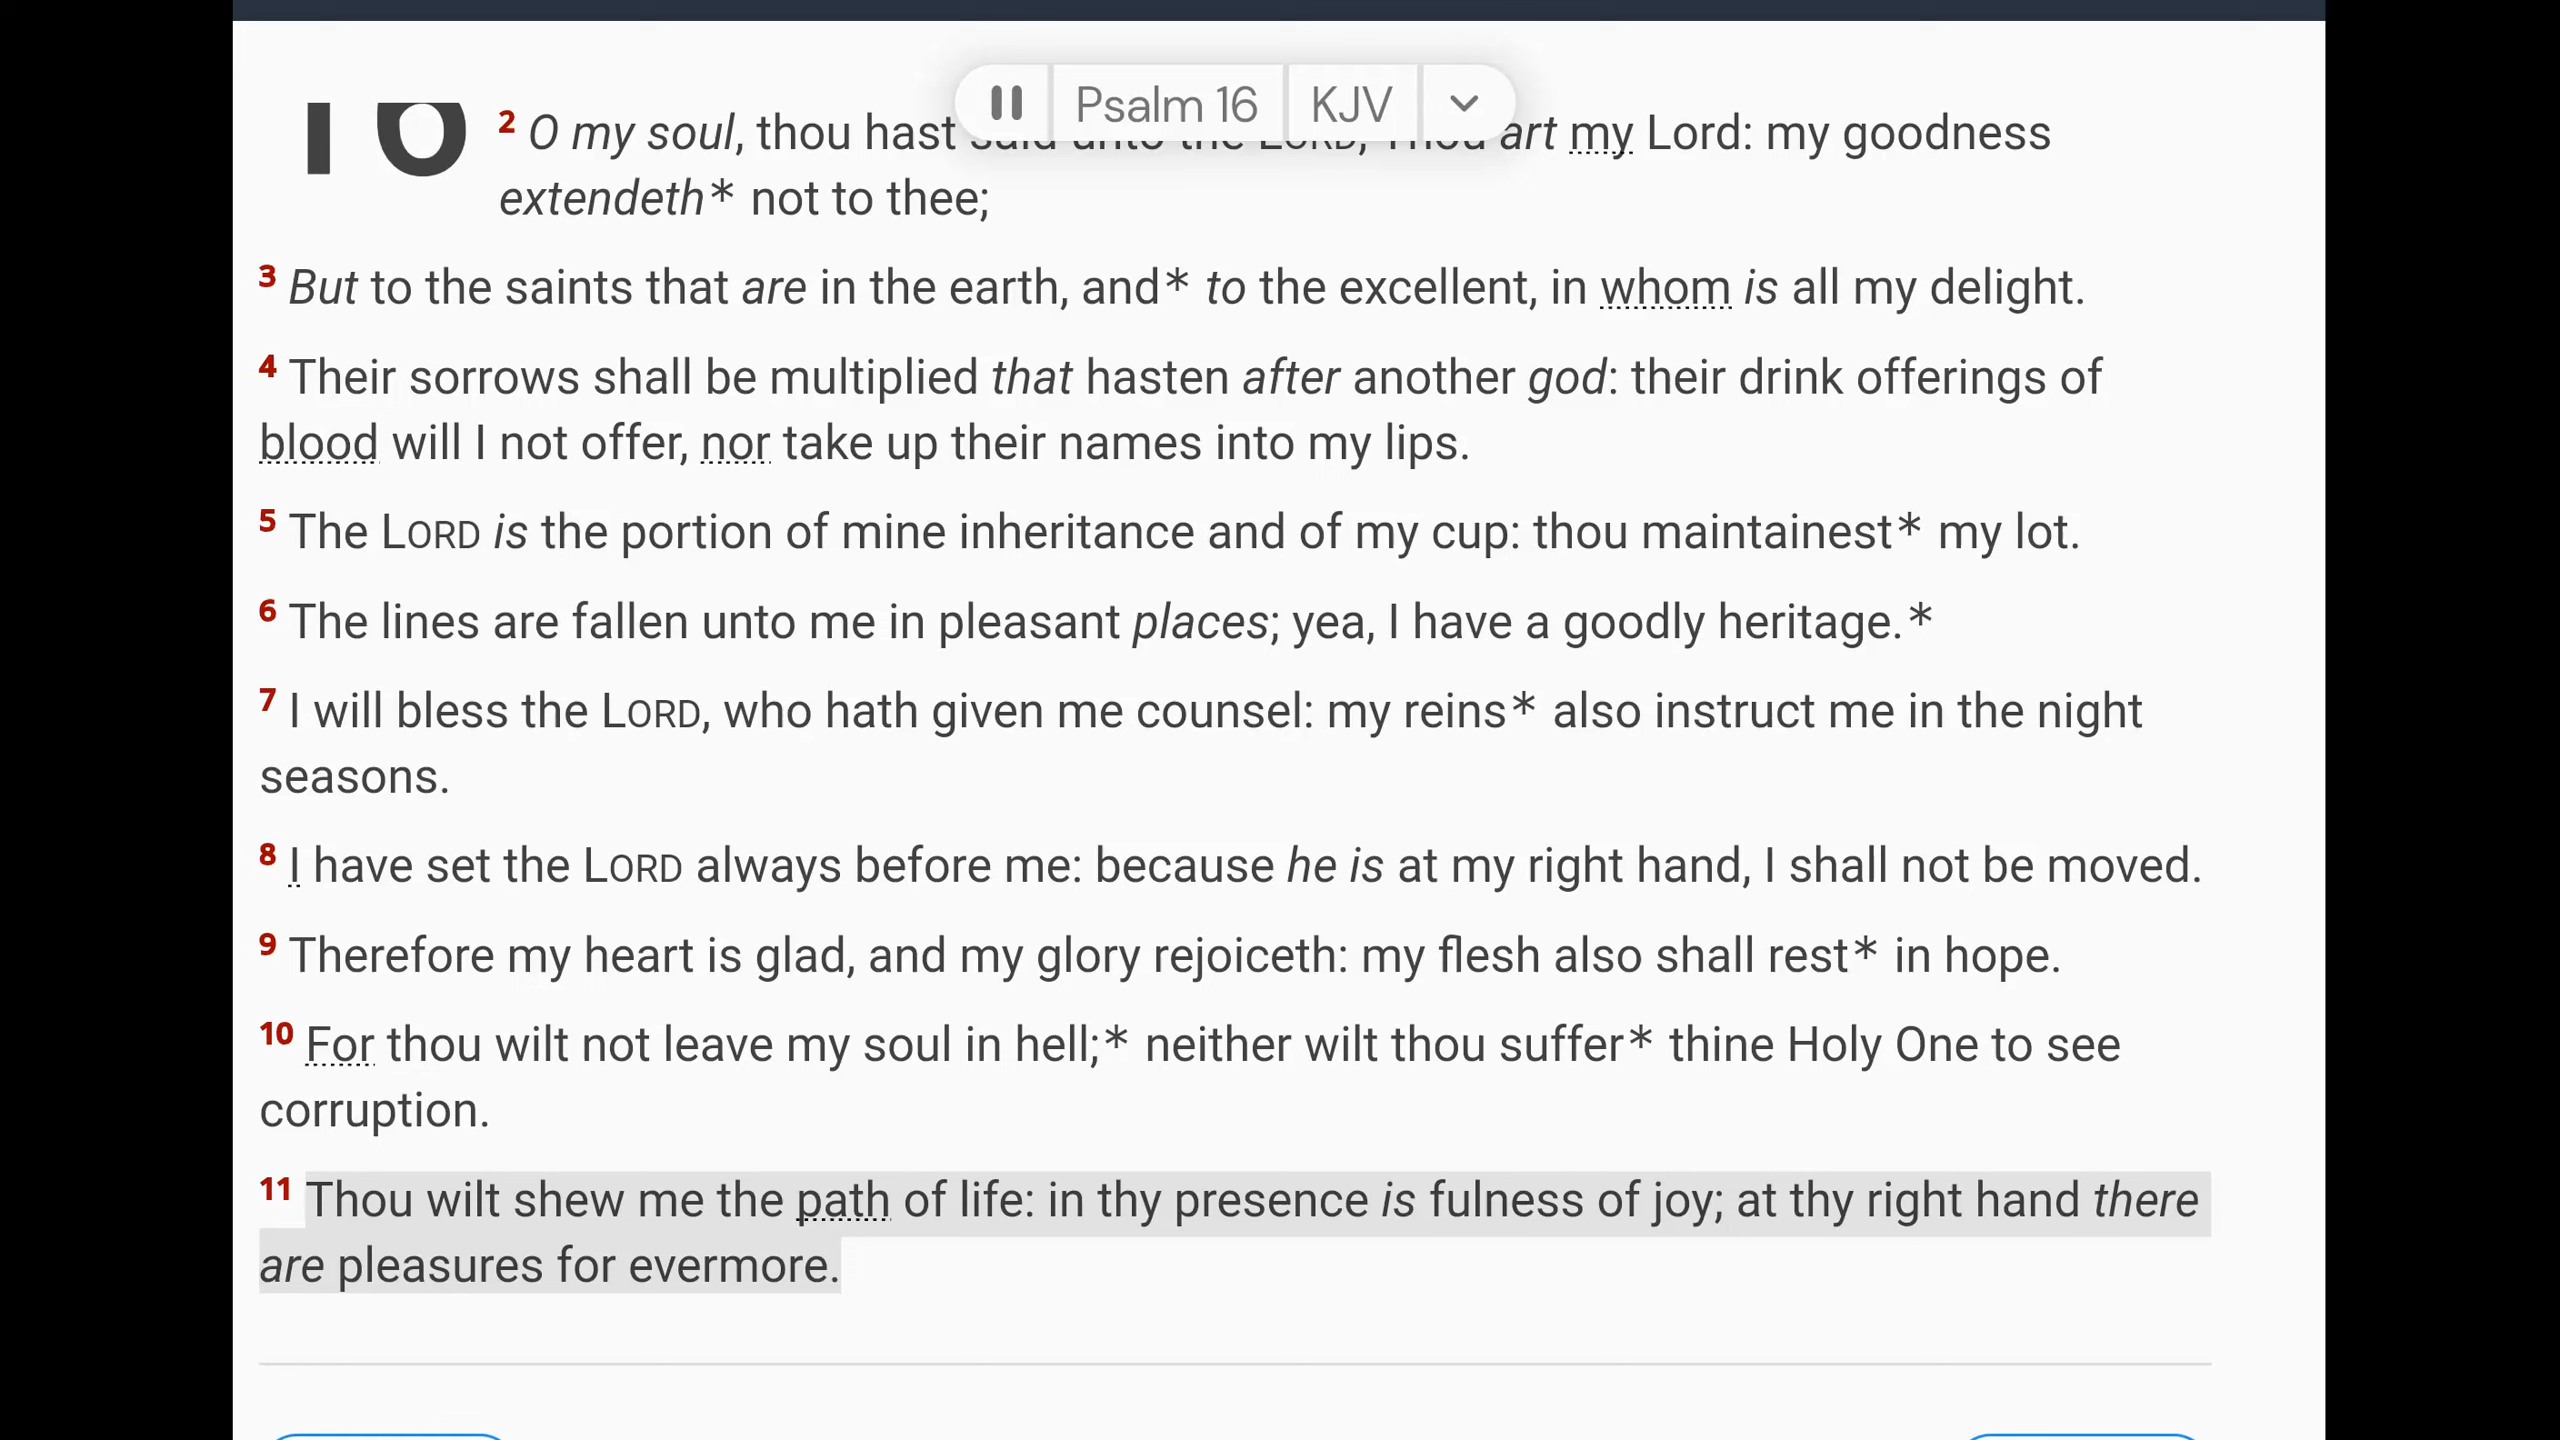 Psalm 16 KJV
16 2 O my soul, thou hast said unto the LORD, Thou art my Lord: my goodness
extendeth* not to thee;
3 But to the saints that are in the earth, and* to the excellent, in whom is all my delight.
4 Their sorrows shall be multiplied that hasten after another god: their drink offerings of
blood will I not offer, nor take up their names into my lips.
5 The LORD is the portion of mine inheritance and of my cup: thou maintainest* my lot.
6 The lines are fallen unto me in pleasant places; yea, I have a goodly heritage.*
7 I will bless the LORD, who hath given me counsel: my reins* also instruct me in the night
seasons.
8 I have set the LORD always before me: because he is at my right hand, I shall not be moved.
9 Therefore my heart is glad, and my glory rejoiceth: my flesh also shall rest* in hope.
10 For thou wilt not leave my soul in hell;* neither wilt thou suffer* thine Holy One to see
corruption.
11 Thou wilt shew me the path of life: in thy presence is fulness of joy; at thy right hand there
are pleasures for evermore.